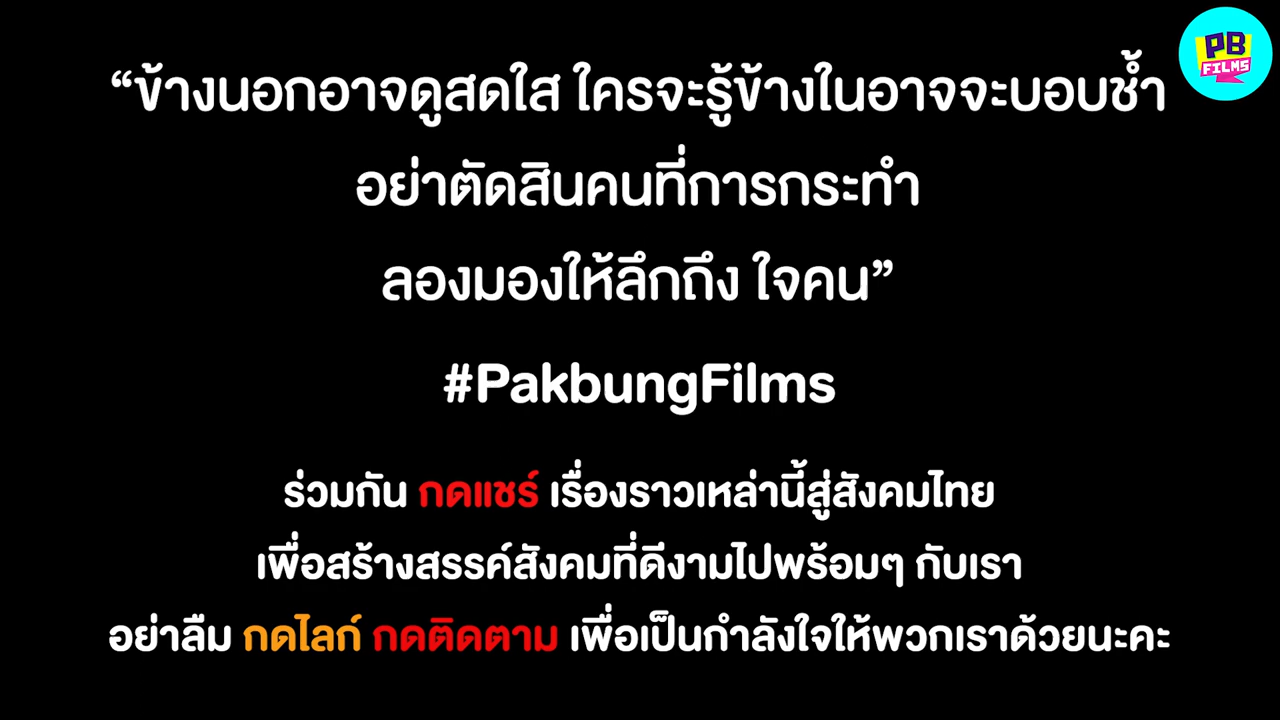 PB
FILMS
“ข้างนอกอาจดูสดใส ใครจะรู้ข้างในอาจจะบอบช้ำ
อย่าตัดสินคนที่การกระทำ
ลองมองให้ลึกถึง ใจคน”
#PakbungFilms
ร่วมกัน กดแชร์ เรื่องราวเหล่านี้สู่สังคมไทย
เพื่อสร้างสรรค์สังคมที่ดีงามไปพร้อมๆ กับเรา
อย่าลืม กดไลก์ กดติดตาม เพื่อเป็นกำลังใจให้พวกเราด้วยนะคะ